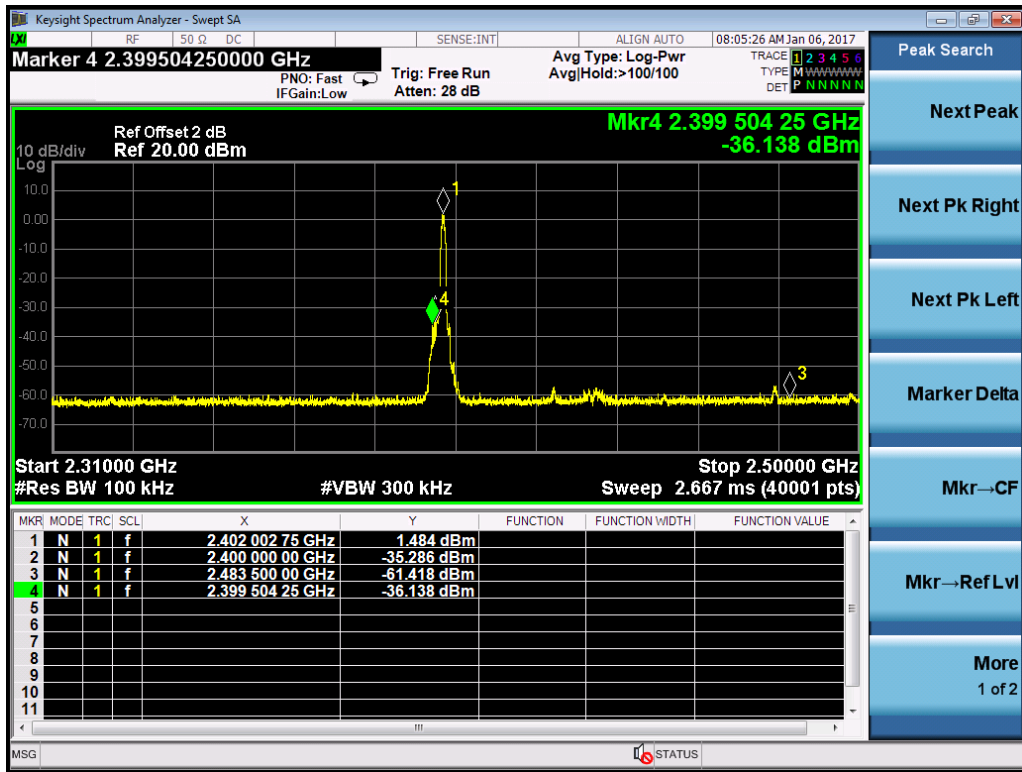 Keysight Spectrum Analyzer - Swept SA
LXI RF 50 Ω DC SENSE:INT ALIGN AUTO 08:05:26 AM Jan 06, 2017
Marker 4 2.399504250000 GHz
PNO: Fast
IFGain:Low
Trig: Free Run
Atten: 28 dB
Avg Type: Log-Pwr
Avg|Hold:>100/100
TRACE 1 2 3 4 5 6
TYPE M WWWWW
DET P N N N N N
Peak Search
Next Peak
Next Pk Right
Next Pk Left
Marker Delta
Mkr→CF
Mkr→RefLvl
More
1 of 2
Mkr4 2.399 504 25 GHz
-36.138 dBm
Ref Offset 2 dB
10 dB/div Ref 20.00 dBm
Log
10.0
0.00
-10.0
-20.0
-30.0
-40.0
-50.0
-60.0
-70.0
1
4
3
Start 2.31000 GHz Stop 2.50000 GHz
#Res BW 100 kHz #VBW 300 kHz Sweep 2.667 ms (40001 pts)
MKR MODE TRC SCL X Y FUNCTION FUNCTION WIDTH FUNCTION VALUE
1 N 1 f 2.402 002 75 GHz 1.484 dBm
2 N 1 f 2.400 000 00 GHz -35.286 dBm
3 N 1 f 2.483 500 00 GHz -61.418 dBm
4 N 1 f 2.399 504 25 GHz -36.138 dBm
5
6
7
8
9
10
11
MSG STATUS